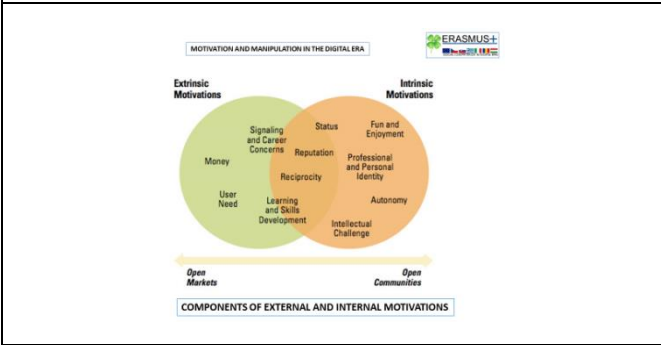 MOTIVATION AND MANIPULATION IN THE DIGITAL ERA
ERASMUS+
Extrinsic
Motivations
Intrinsic
Motivations
Signaling
and Career
Concerns
Status
Fun and
Enjoyment
Money
Reputation
Professional
and Personal
Identity
Reciprocity
User
Need
Learning
and Skills
Development
Autonomy
Intellectual
Challenge
Open
Markets
Open
Communities
COMPONENTS OF EXTERNAL AND INTERNAL MOTIVATIONS